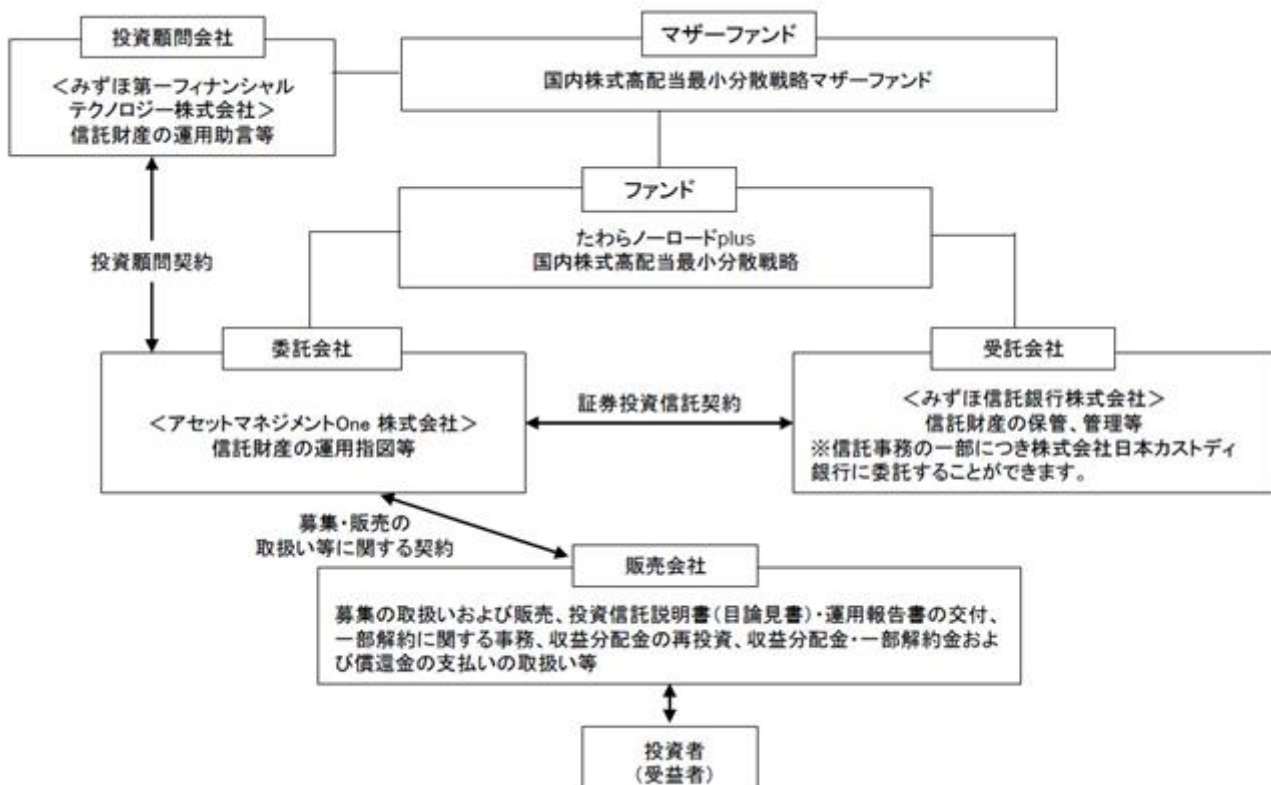 投資顧問会社
<みずほ第一フィナンシャル
テクノロジー株式会社>
信託財産の運用助言等
マザーファンド
国内株式高配当最小分散戦略マザーファンド
ファンド
たわらノーロードplus
国内株式高配当最小分散戦略
投資顧問契約
委託会社
<アセットマネジメントOne 株式会社>
信託財産の運用指図等
証券投資信託契約
受託会社
<みずほ信託銀行株式会社>
信託財産の保管、管理等
※信託事務の一部につき株式会社日本カストディ
銀行に委託することができます。
募集・販売の
取扱い等に関する契約
販売会社
募集の取扱いおよび販売、投資信託説明書(目論見書)・運用報告書の交付、
一部解約に関する事務、収益分配金の再投資、収益分配金・一部解約金およ
び償還金の支払いの取扱い等
投資者
(受益者)